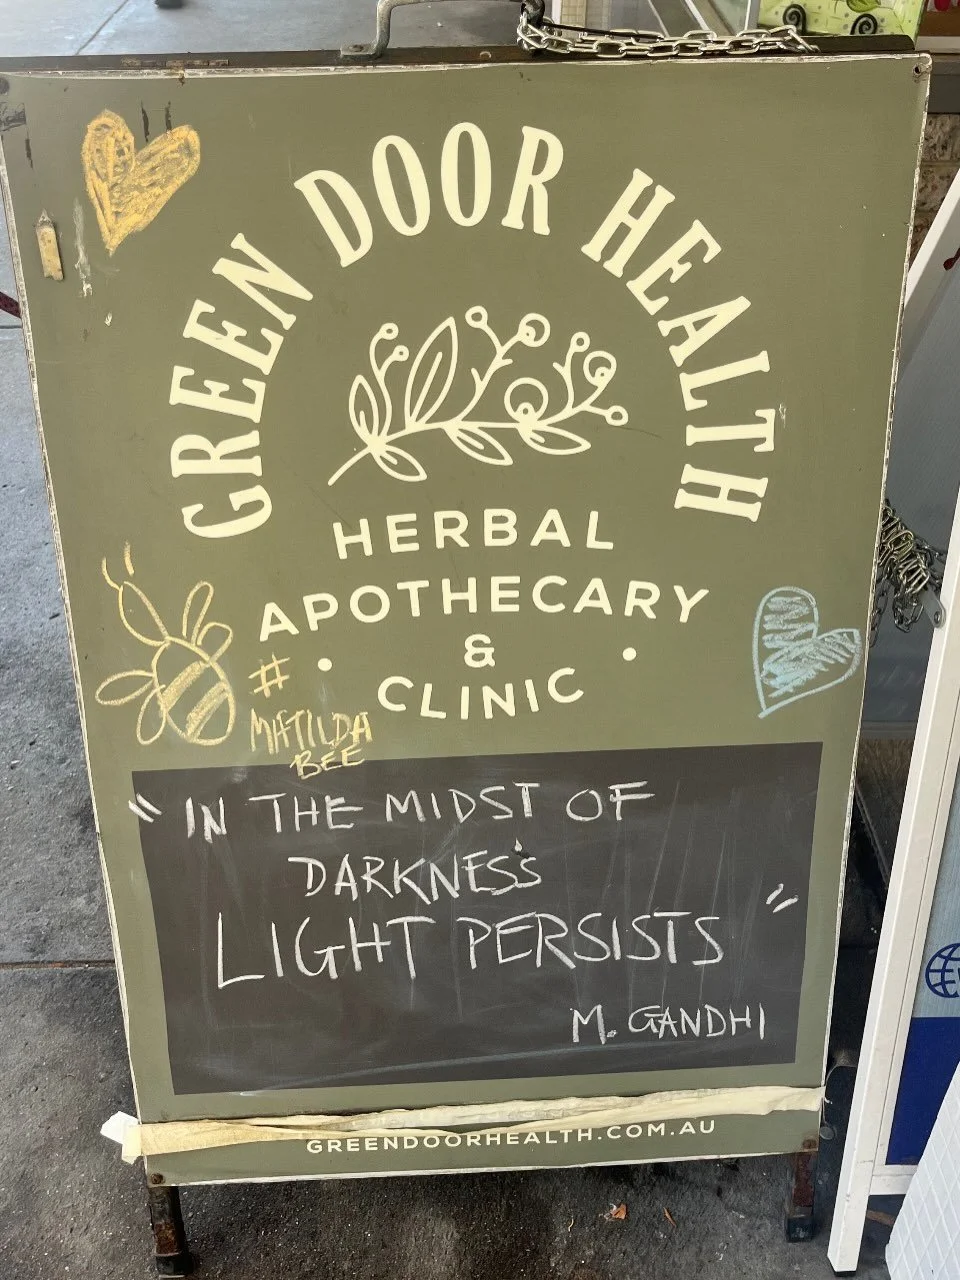 GREEN DOOR HEALTH
HERBAL
APOTHECARY
&
• CLINIC •
#
MATILDA
BEE
"IN THE MIDST OF
DARKNESS
LIGHT PERSISTS"
M. GANDHI
GREENDOORHEALTH.COM.AU